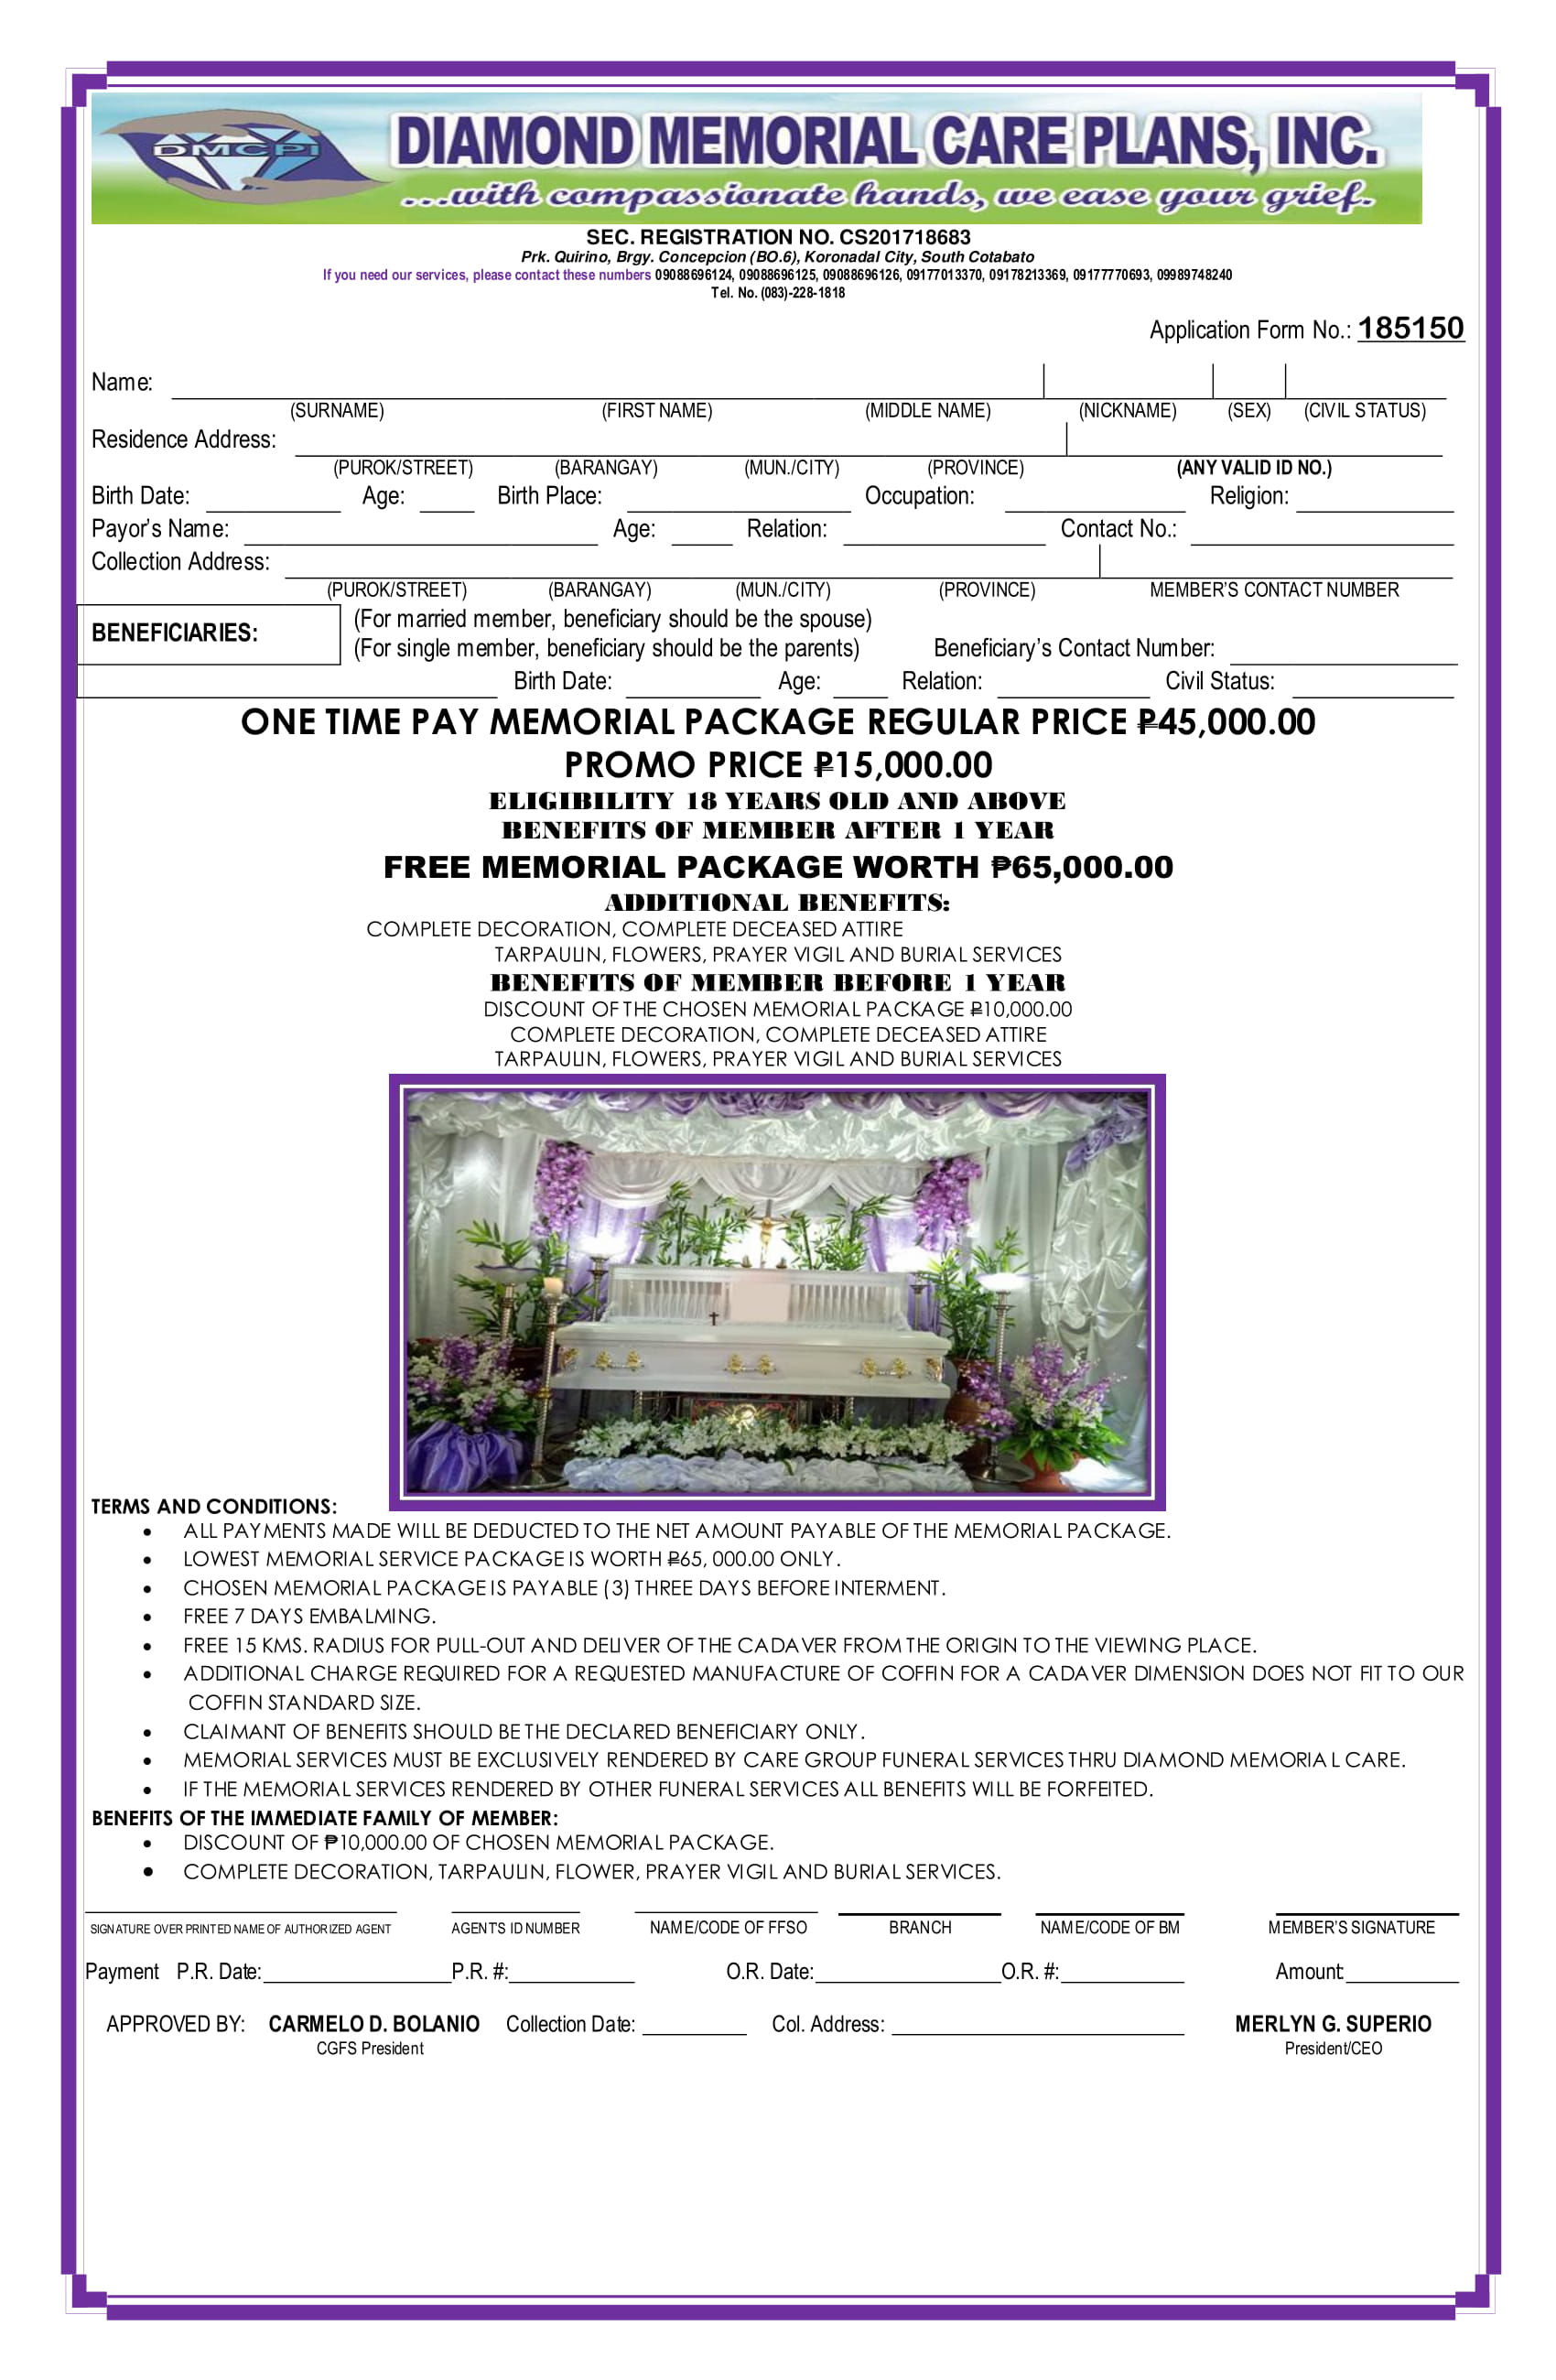 DMCPI
DIAMOND MEMORIAL CARE PLANS, INC.
...with compassionate hands, we ease your grief.
SEC. REGISTRATION NO. CS201718683
Prk. Quirino, Brgy. Concepcion (BO.6), Koronadal City, South Cotabato
If you need our services, please contact these numbers 09088696124, 09088696125, 09088696126, 09177013370, 09178213369, 09177770693, 09989748240
Tel. No. (083)-228-1818
Application Form No.: 185150
Name:
(SURNAME) (FIRST NAME) (MIDDLE NAME) (NICKNAME) (SEX) (CIVIL STATUS)
Residence Address:
(PUROK/STREET) (BARANGAY) (MUN./CITY) (PROVINCE) (ANY VALID ID NO.)
Birth Date: Age: Birth Place: Occupation: Religion:
Payor's Name: Age: Relation: Contact No.:
Collection Address:
(PUROK/STREET) (BARANGAY) (MUN./CITY) (PROVINCE) MEMBER'S CONTACT NUMBER
BENEFICIARIES: (For married member, beneficiary should be the spouse)
(For single member, beneficiary should be the parents) Beneficiary's Contact Number:
Birth Date: Age: Relation: Civil Status:
ONE TIME PAY MEMORIAL PACKAGE REGULAR PRICE ₱45,000.00
PROMO PRICE ₱15,000.00
ELIGIBILITY 18 YEARS OLD AND ABOVE
BENEFITS OF MEMBER AFTER 1 YEAR
FREE MEMORIAL PACKAGE WORTH ₱65,000.00
ADDITIONAL BENEFITS:
COMPLETE DECORATION, COMPLETE DECEASED ATTIRE
TARPAULIN, FLOWERS, PRAYER VIGIL AND BURIAL SERVICES
BENEFITS OF MEMBER BEFORE 1 YEAR
DISCOUNT OF THE CHOSEN MEMORIAL PACKAGE ₱10,000.00
COMPLETE DECORATION, COMPLETE DECEASED ATTIRE
TARPAULIN, FLOWERS, PRAYER VIGIL AND BURIAL SERVICES
TERMS AND CONDITIONS:
• ALL PAYMENTS MADE WILL BE DEDUCTED TO THE NET AMOUNT PAYABLE OF THE MEMORIAL PACKAGE.
• LOWEST MEMORIAL SERVICE PACKAGE IS WORTH ₱65, 000.00 ONLY.
• CHOSEN MEMORIAL PACKAGE IS PAYABLE (3) THREE DAYS BEFORE INTERMENT.
• FREE 7 DAYS EMBALMING.
• FREE 15 KMS. RADIUS FOR PULL-OUT AND DELIVER OF THE CADAVER FROM THE ORIGIN TO THE VIEWING PLACE.
• ADDITIONAL CHARGE REQUIRED FOR A REQUESTED MANUFACTURE OF COFFIN FOR A CADAVER DIMENSION DOES NOT FIT TO OUR
COFFIN STANDARD SIZE.
• CLAIMANT OF BENEFITS SHOULD BE THE DECLARED BENEFICIARY ONLY.
• MEMORIAL SERVICES MUST BE EXCLUSIVELY RENDERED BY CARE GROUP FUNERAL SERVICES THRU DIAMOND MEMORIAL CARE.
• IF THE MEMORIAL SERVICES RENDERED BY OTHER FUNERAL SERVICES ALL BENEFITS WILL BE FORFEITED.
BENEFITS OF THE IMMEDIATE FAMILY OF MEMBER:
• DISCOUNT OF ₱10,000.00 OF CHOSEN MEMORIAL PACKAGE.
• COMPLETE DECORATION, TARPAULIN, FLOWER, PRAYER VIGIL AND BURIAL SERVICES.
SIGNATURE OVER PRINTED NAME OF AUTHORIZED AGENT AGENT'S ID NUMBER NAME/CODE OF FFSO BRANCH NAME/CODE OF BM MEMBER'S SIGNATURE
Payment P.R. Date: P.R. #: O.R. Date: O.R. #: Amount:
APPROVED BY: CARMELO D. BOLANIO Collection Date: Col. Address: MERLYN G. SUPERIO
CGFS President President/CEO